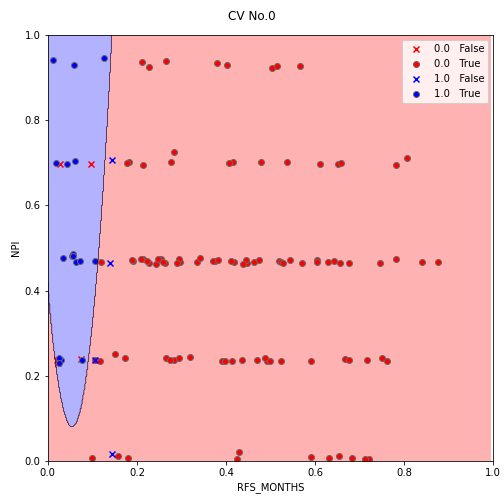 CV No.0
0.0 False
0.0 True
1.0 False
1.0 True
NPI
1.0
0.8
0.6
0.4
0.2
0.0
0.0 0.2 0.4 0.6 0.8 1.0
RFS_MONTHS